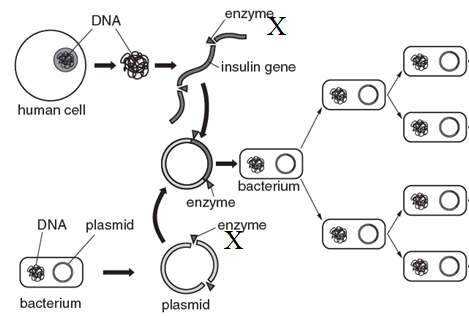 DNA
enzyme
X
insulin gene
human cell
enzyme
bacterium
DNA
plasmid
enzyme
X
bacterium
plasmid